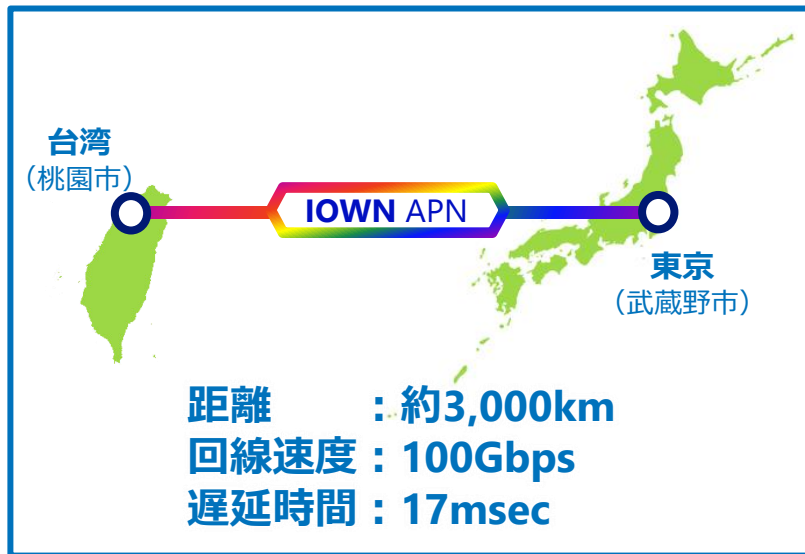 台湾
（桃園市）
IOWN APN
東京
（武蔵野市）
距離　　　：約3,000km
回線速度：100Gbps
遅延時間：17msec